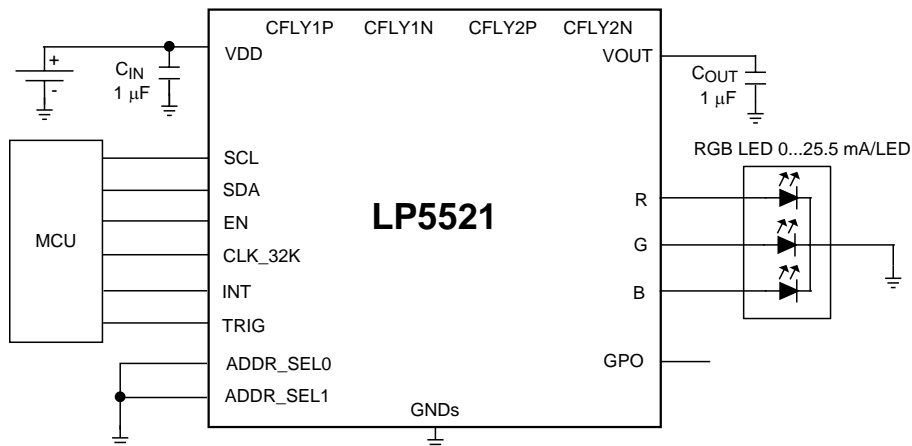 CFLY1P CFLY1N CFLY2P CFLY2N
VDD
VOUT
+
-
CIN
1 μF
COUT
1 μF
RGB LED 0...25.5 mA/LED
MCU
SCL
SDA
EN
CLK_32K
INT
TRIG
ADDR_SEL0
ADDR_SEL1
LP5521
R
G
B
GPO
GNDs